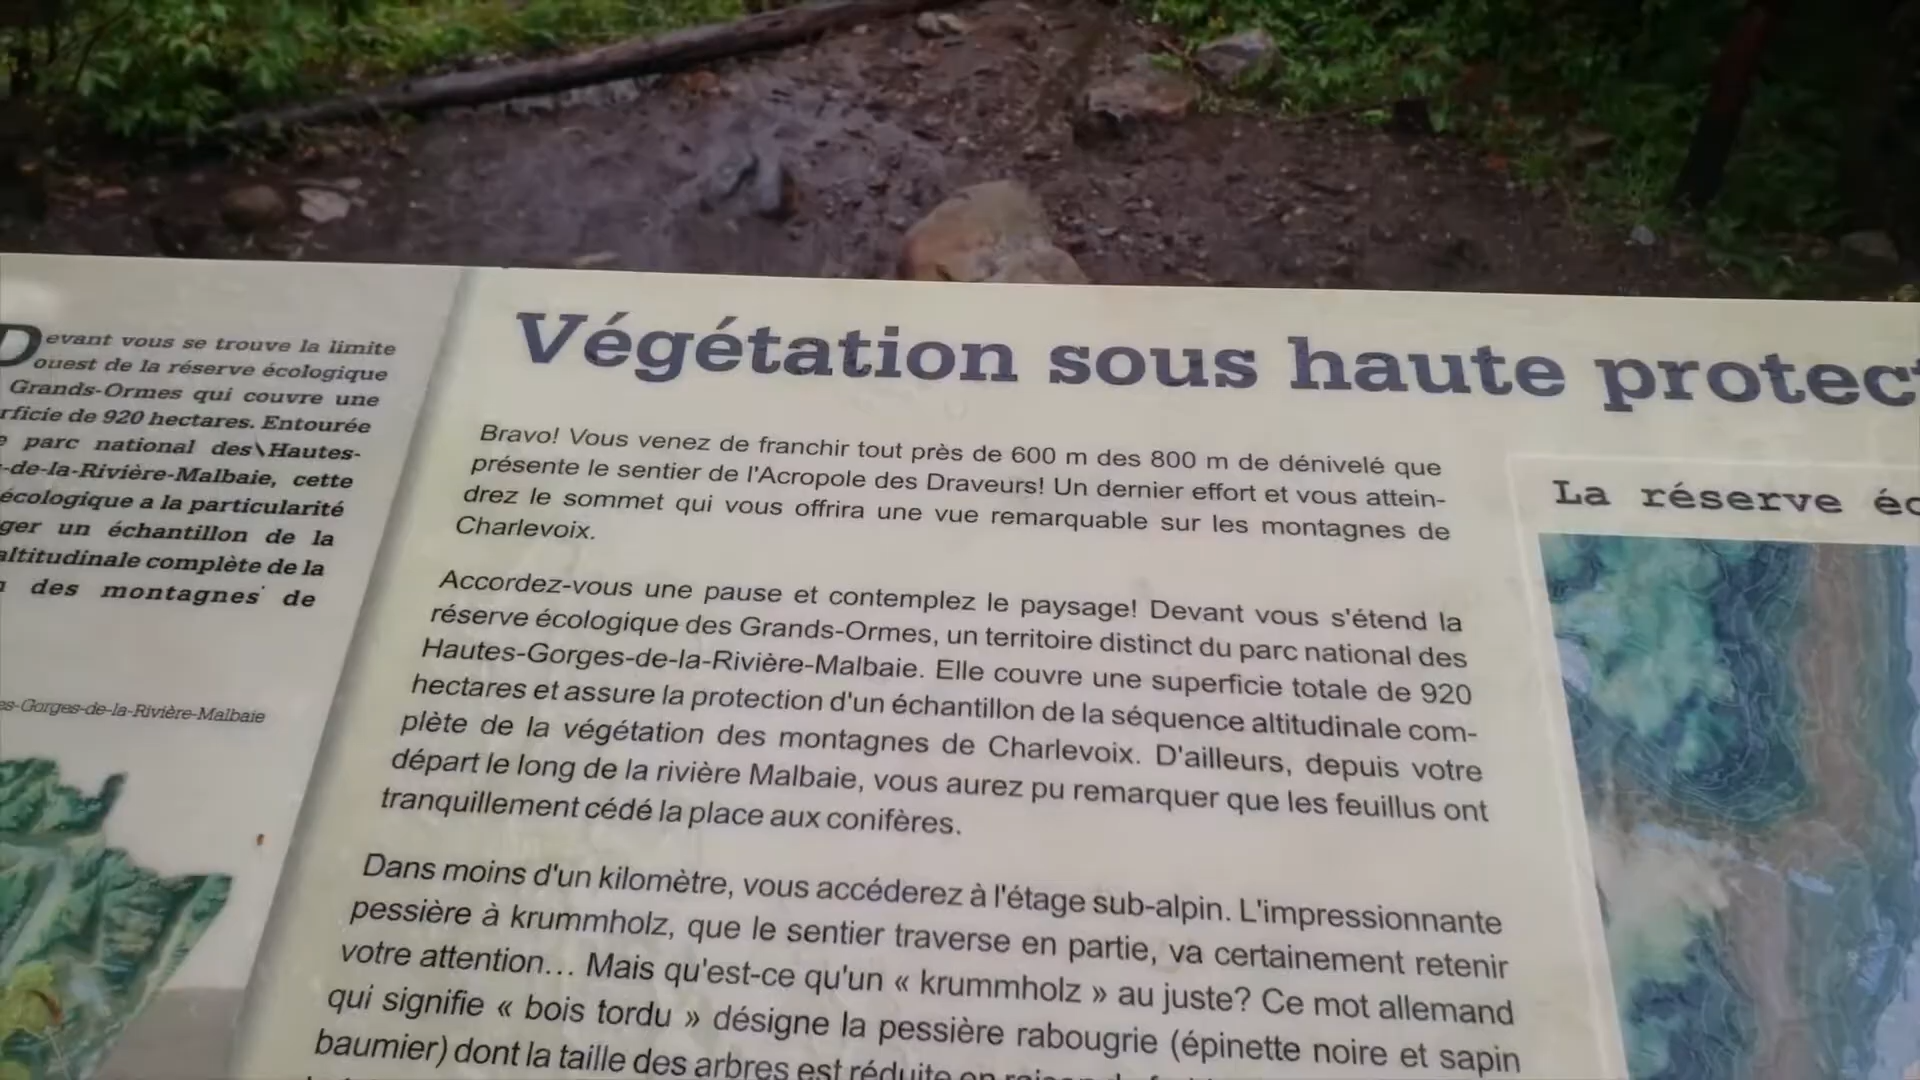 Devant vous se trouve la limite
ouest de la réserve écologique
Grands-Ormes qui couvre une
rficie de 920 hectares. Entourée
parc national des Hautes-
-de-la-Rivière-Malbaie, cette
écologique a la particularité
ger un échantillon de la
altitudinale complète de la
des montagnes de
es-Gorges-de-la-Rivière-Malbaie
Végétation sous haute protect
Bravo! Vous venez de franchir tout près de 600 m des 800 m de dénivelé que
présente le sentier de l'Acropole des Draveurs! Un dernier effort et vous attein-
drez le sommet qui vous offrira une vue remarquable sur les montagnes de
Charlevoix.
Accordez-vous une pause et contemplez le paysage! Devant vous s'étend la
réserve écologique des Grands-Ormes, un territoire distinct du parc national des
Hautes-Gorges-de-la-Rivière-Malbaie. Elle couvre une superficie totale de 920
hectares et assure la protection d'un échantillon de la séquence altitudinale com-
plète de la végétation des montagnes de Charlevoix. D'ailleurs, depuis votre
départ le long de la rivière Malbaie, vous aurez pu remarquer que les feuillus ont
tranquillement cédé la place aux conifères.
Dans moins d'un kilomètre, vous accéderez à l'étage sub-alpin. L'impressionnante
pessière à krummholz, que le sentier traverse en partie, va certainement retenir
votre attention... Mais qu'est-ce qu'un « krummholz » au juste? Ce mot allemand
qui signifie « bois tordu » désigne la pessière rabougrie (épinette noire et sapin
baumier) dont la taille des arbres est réduite en
La réserve éc